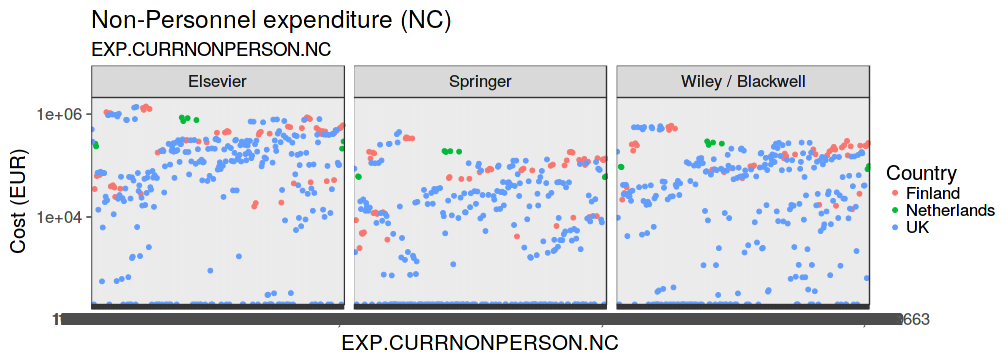 Non-Personnel expenditure (NC)
EXP.CURRNONPERSON.NC
Elsevier
Springer
Wiley / Blackwell
1e+06
1e+04
Cost (EUR)
Country
Finland
Netherlands
UK
663
EXP.CURRNONPERSON.NC